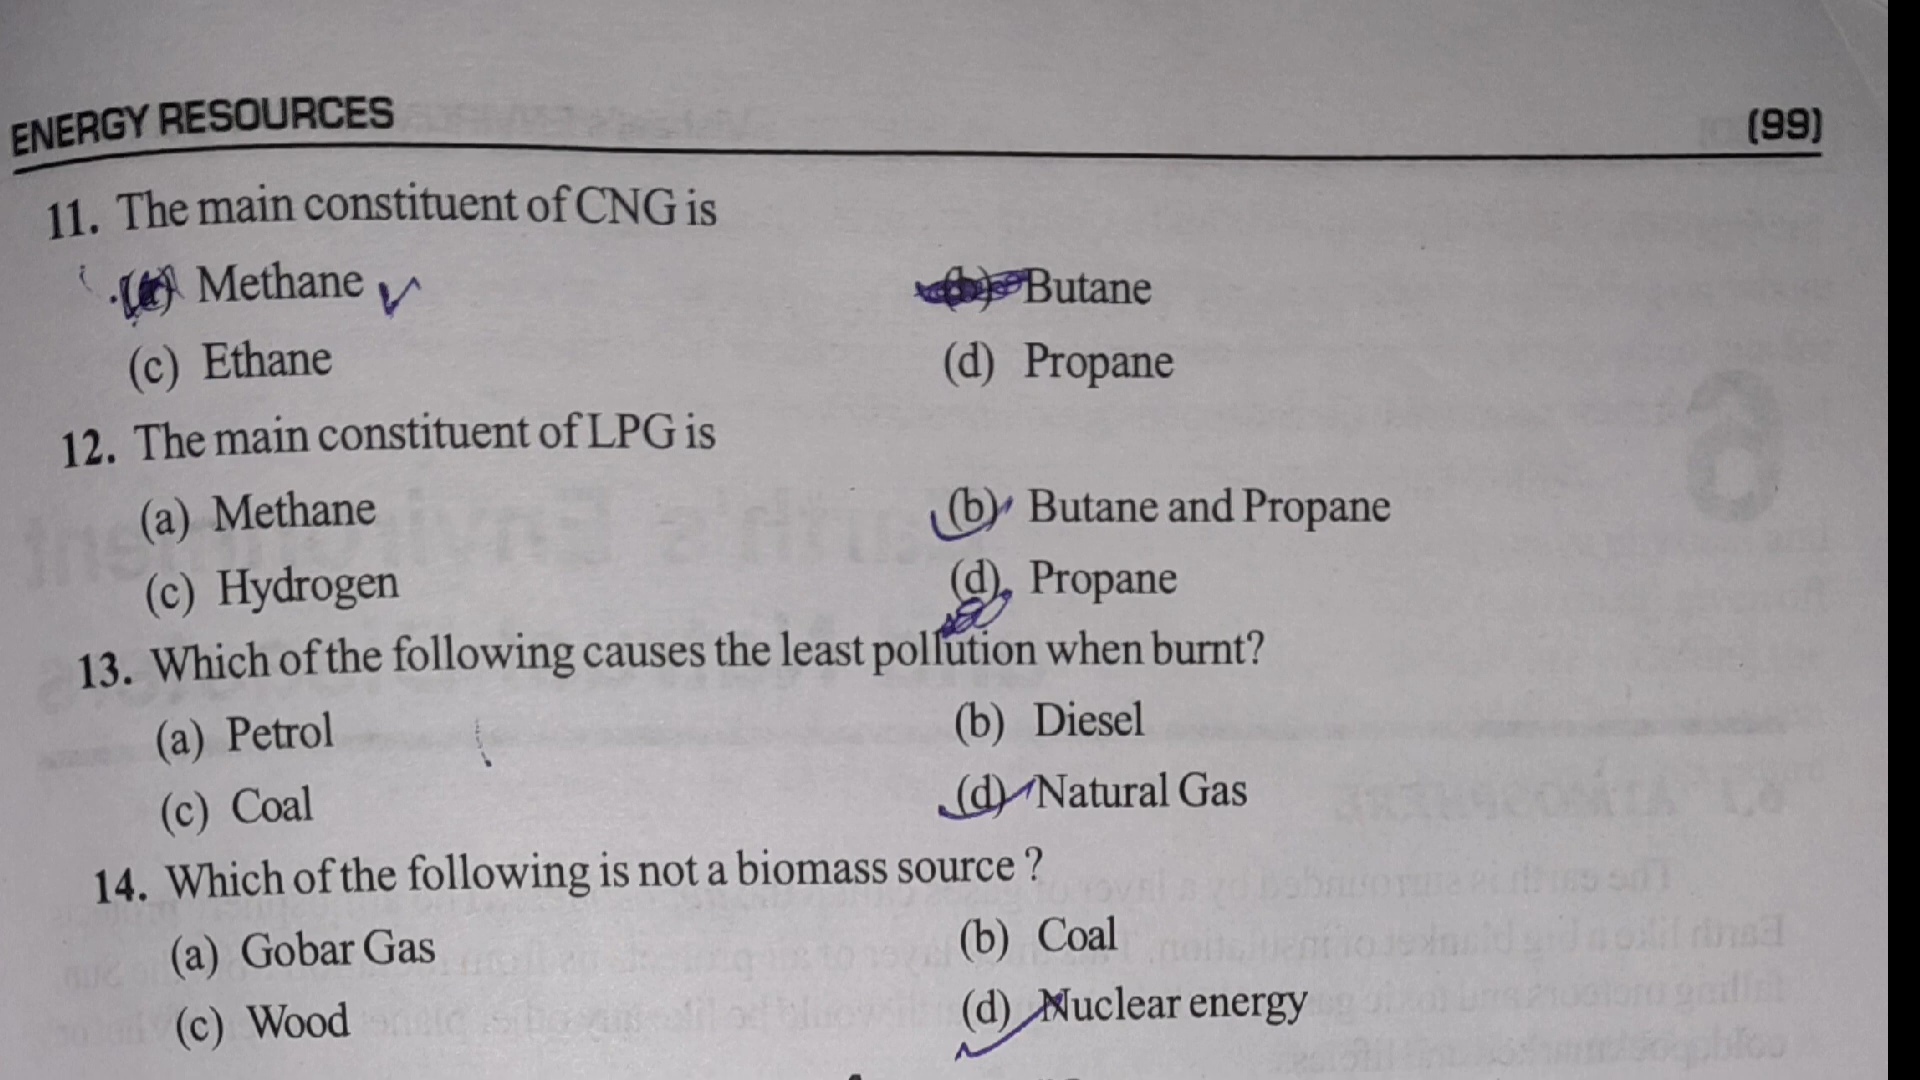 ENERGY RESOURCES (99)
11. The main constituent of CNG is
(a) Methane (b) Butane
(c) Ethane (d) Propane
12. The main constituent of LPG is
(a) Methane (b) Butane and Propane
(c) Hydrogen (d) Propane
13. Which of the following causes the least pollution when burnt?
(a) Petrol (b) Diesel
(c) Coal (d) Natural Gas
14. Which of the following is not a biomass source ?
(a) Gobar Gas (b) Coal
(c) Wood (d) Nuclear energy